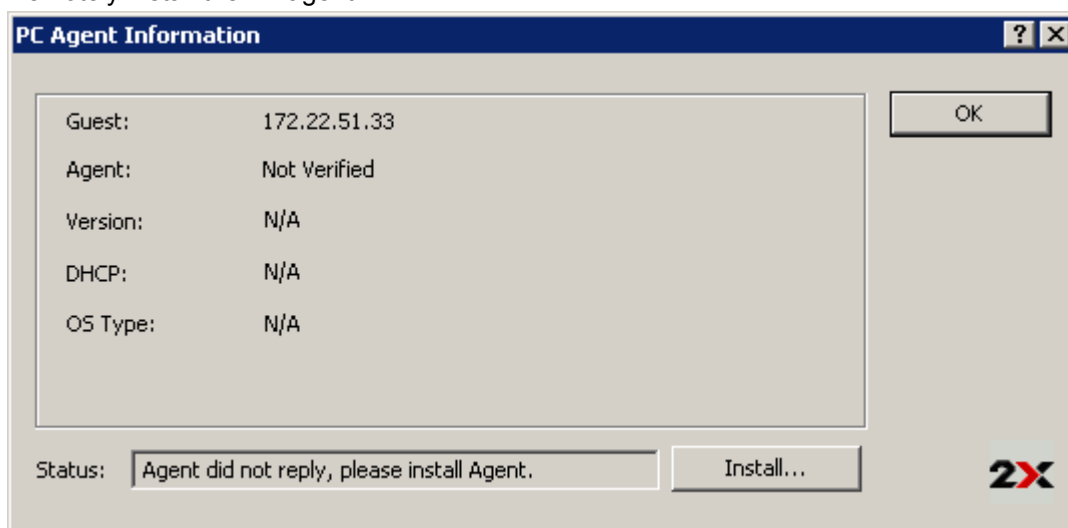 PC Agent Information
OK
Guest: 172.22.51.33
Agent: Not Verified
Version: N/A
DHCP: N/A
OS Type: N/A
Status: Agent did not reply, please install Agent. Install...
2X